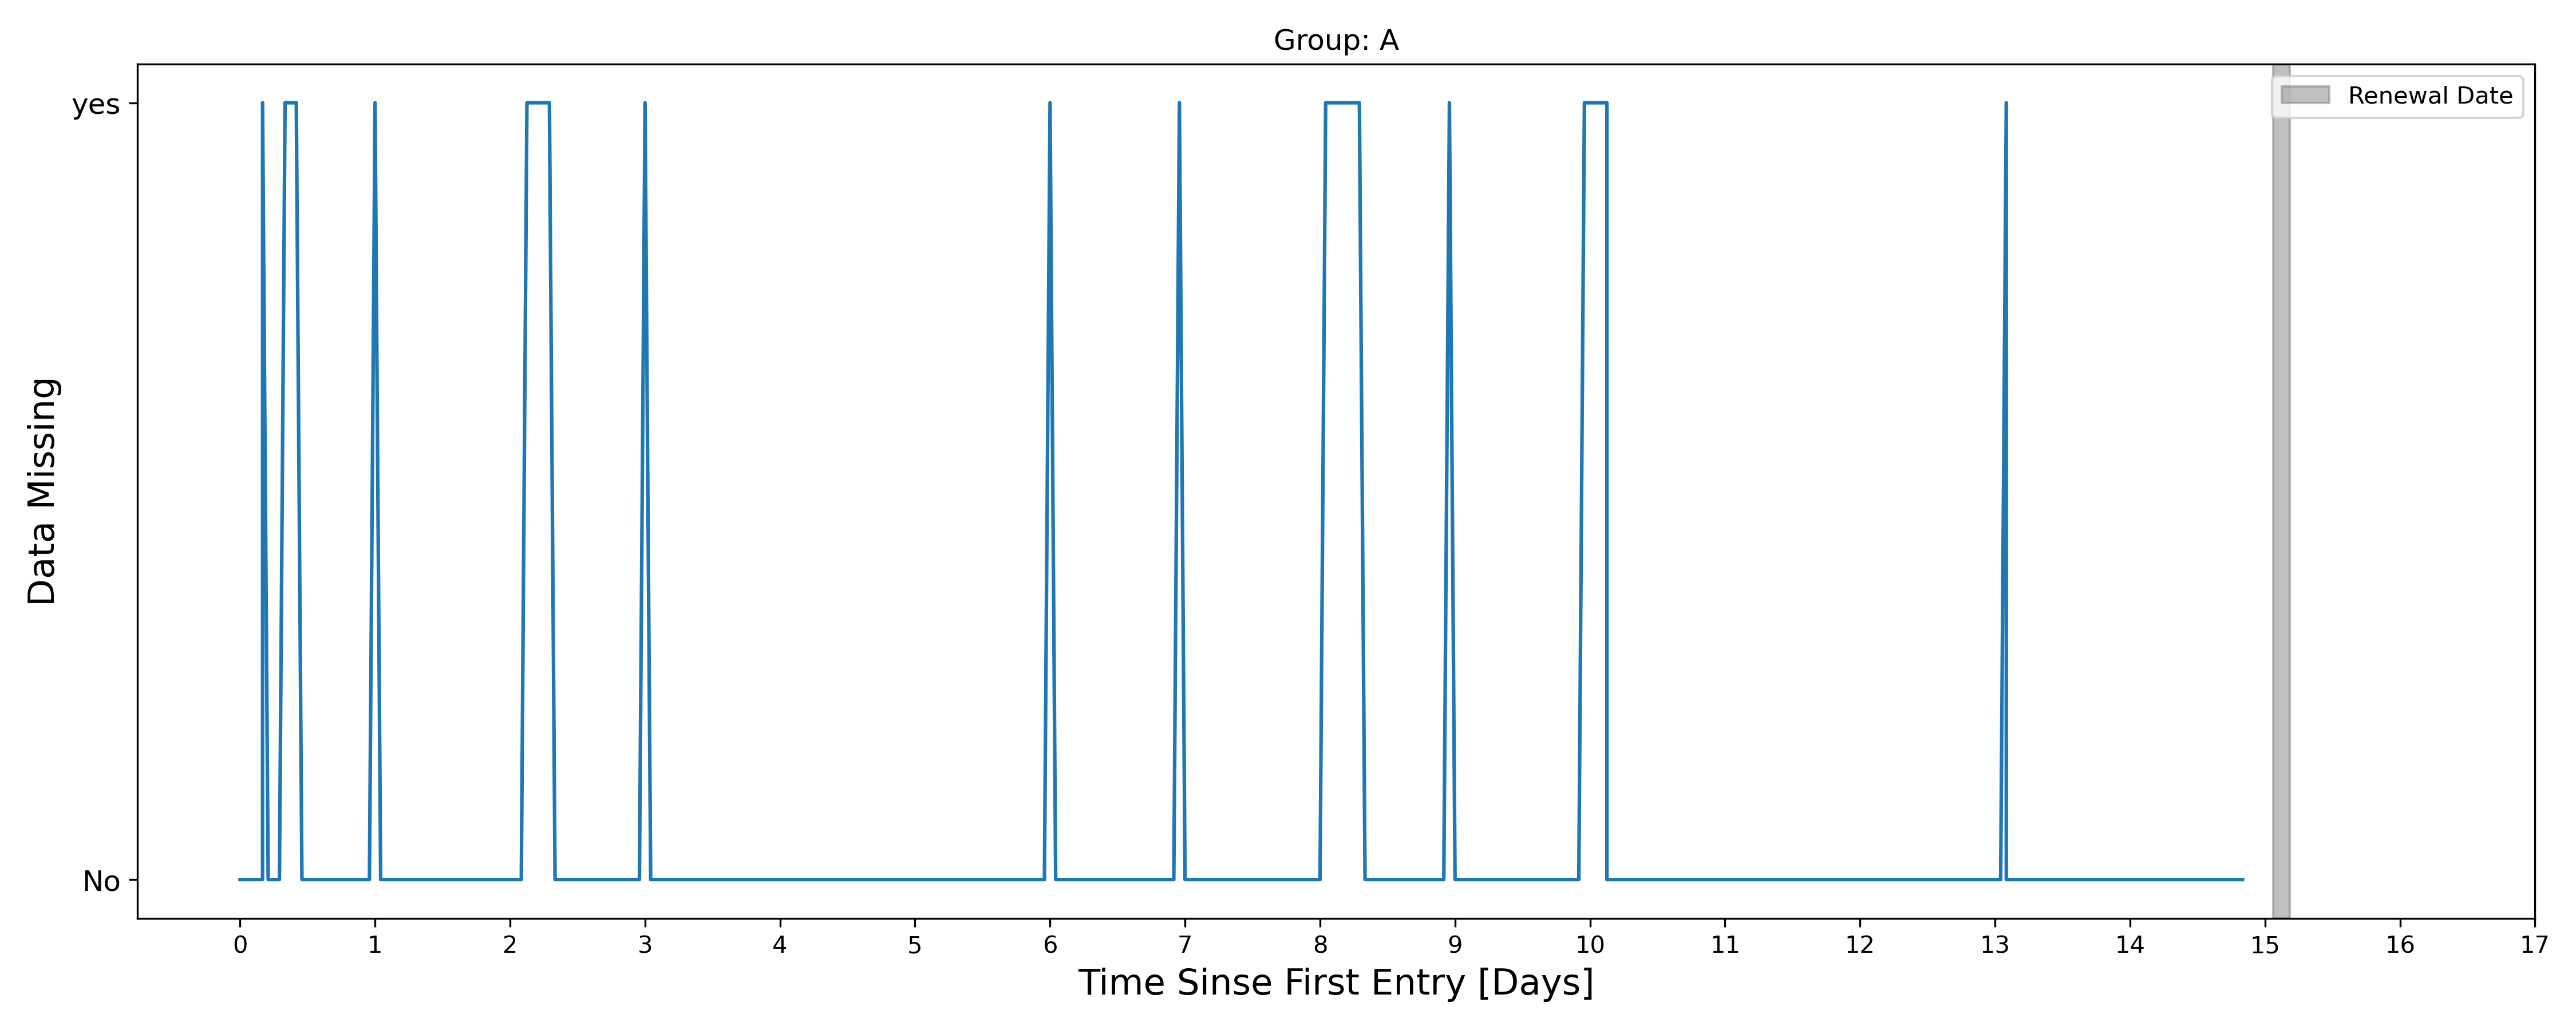 Group: A
yes
Renewal Date
Data Missing
No
0 1 2 3 4 5 6 7 8 9 10 11 12 13 14 15 16 17
Time Sinse First Entry [Days]